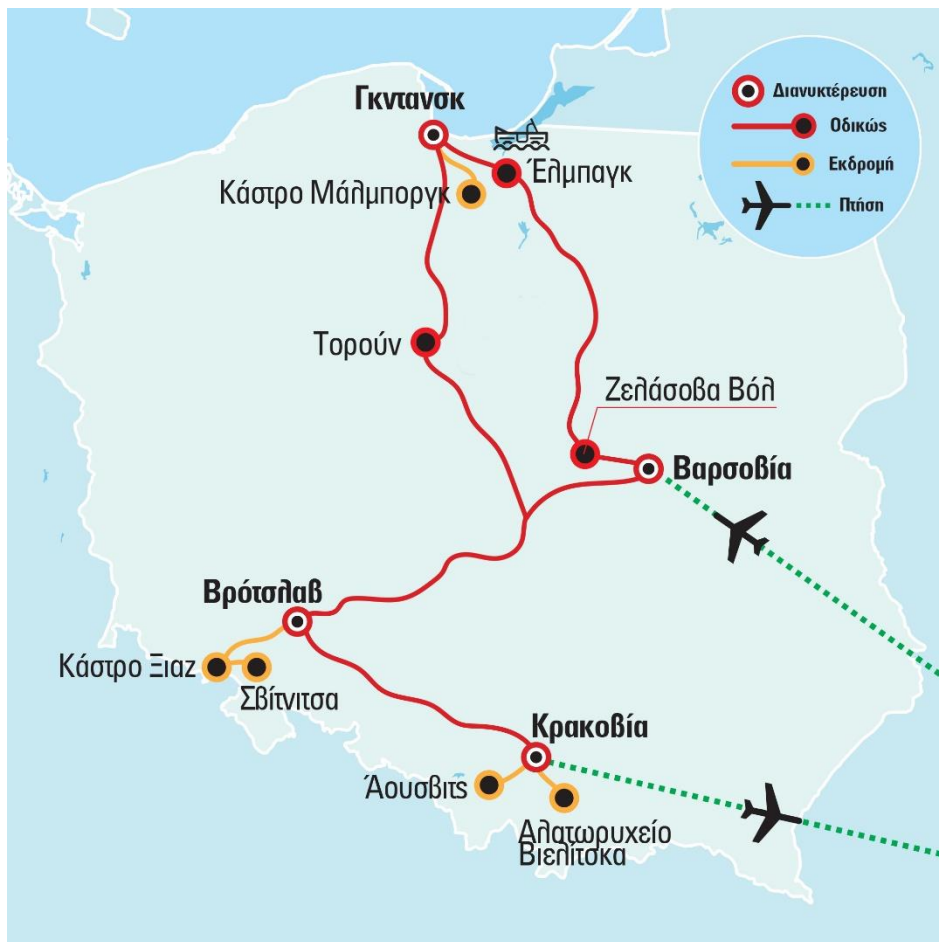 Γκντανσκ
Διανυκτέρευση
Οδικώς
Εκδρομή
Πτήση
Έλμπαγκ
Κάστρο Μάλμποργκ
Τορούν
Ζελάσοβα Βόλ
Βαρσοβία
Βρότσλαβ
Κάστρο Ξιαζ
Σβίτνιτσα
Κρακοβία
Άουσβιτς
Αλατωρυχείο
Βιελίτσκα